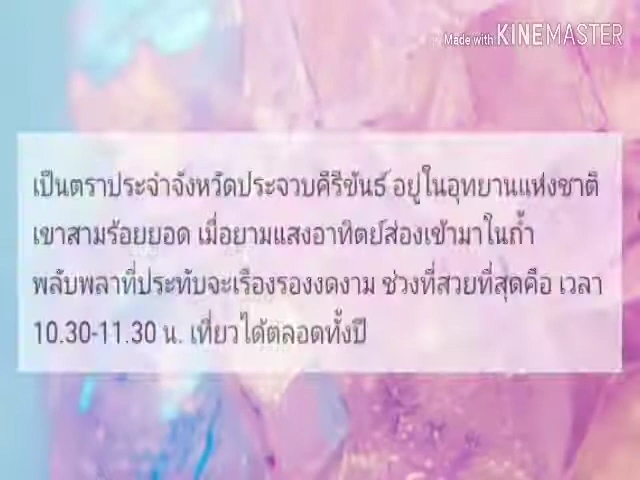 Made with KINEMASTER
เป็นตราประจำจังหวัดประจวบคีรีขันธ์ อยู่ในอุทยานแห่งชาติ
เขาสามร้อยยอด เมื่อยามแสงอาทิตย์ส่องเข้ามาในถ้ำ
พลับพลาที่ประทับจะเรืองรองงดงาม ช่วงที่สวยที่สุดคือ เวลา
10.30-11.30 น. เที่ยวได้ตลอดทั้งปี